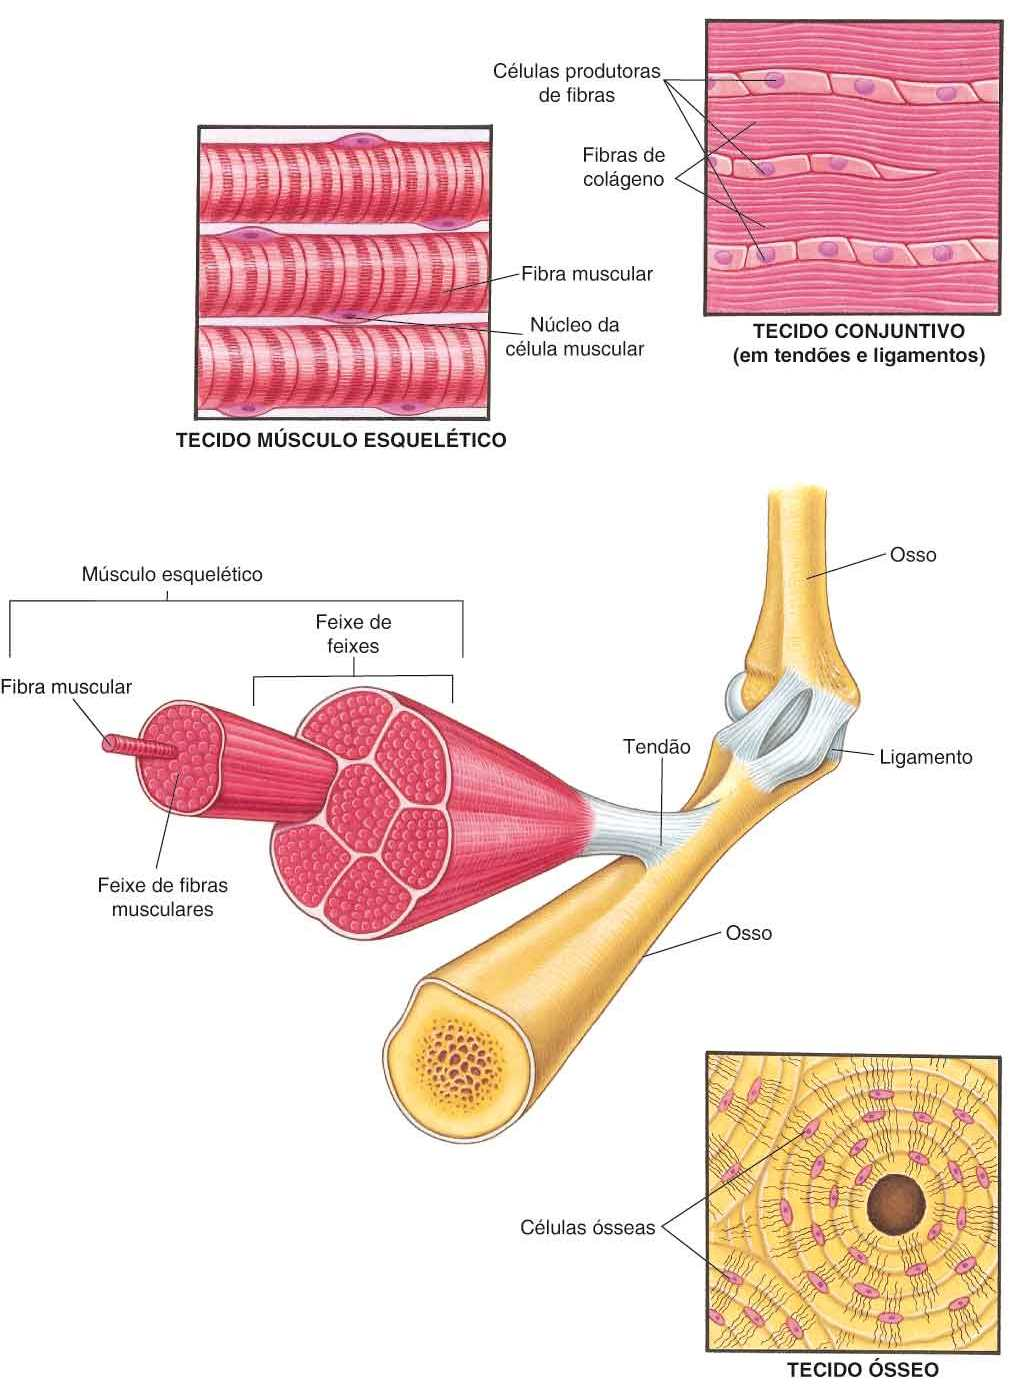 Células produtoras
de fibras
Fibras de
colágeno
TECIDO CONJUNTIVO
(em tendões e ligamentos)
Fibra muscular
Núcleo da
célula muscular
TECIDO MÚSCULO ESQUELÉTICO
Osso
Músculo esquelético
Feixe de
feixes
Fibra muscular
Tendão
Ligamento
Feixe de fibras
musculares
Osso
Células ósseas
TECIDO ÓSSEO